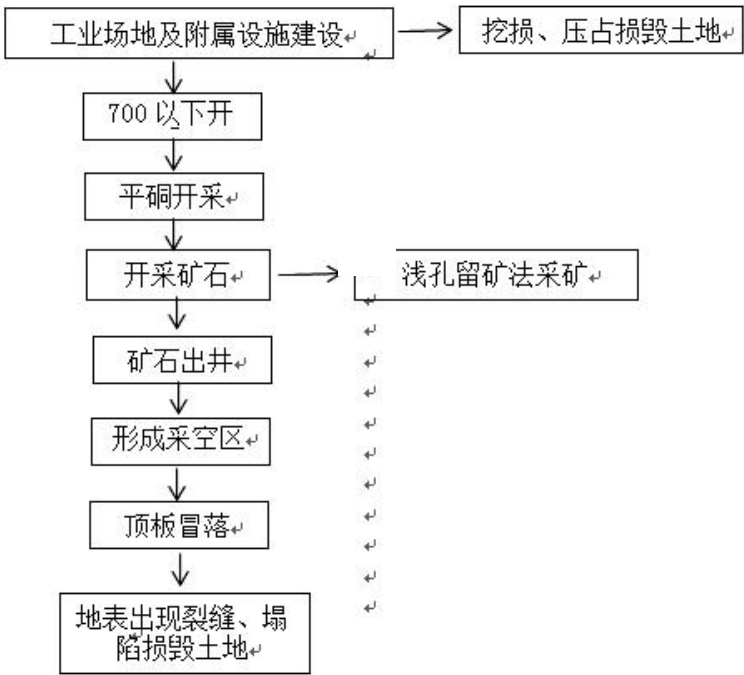 工业场地及附属设施建设
挖损、压占损毁土地
700以下开
平硐开采
开采矿石
浅孔留矿法采矿
矿石出井
形成采空区
顶板冒落
地表出现裂缝、塌
陷损毁土地